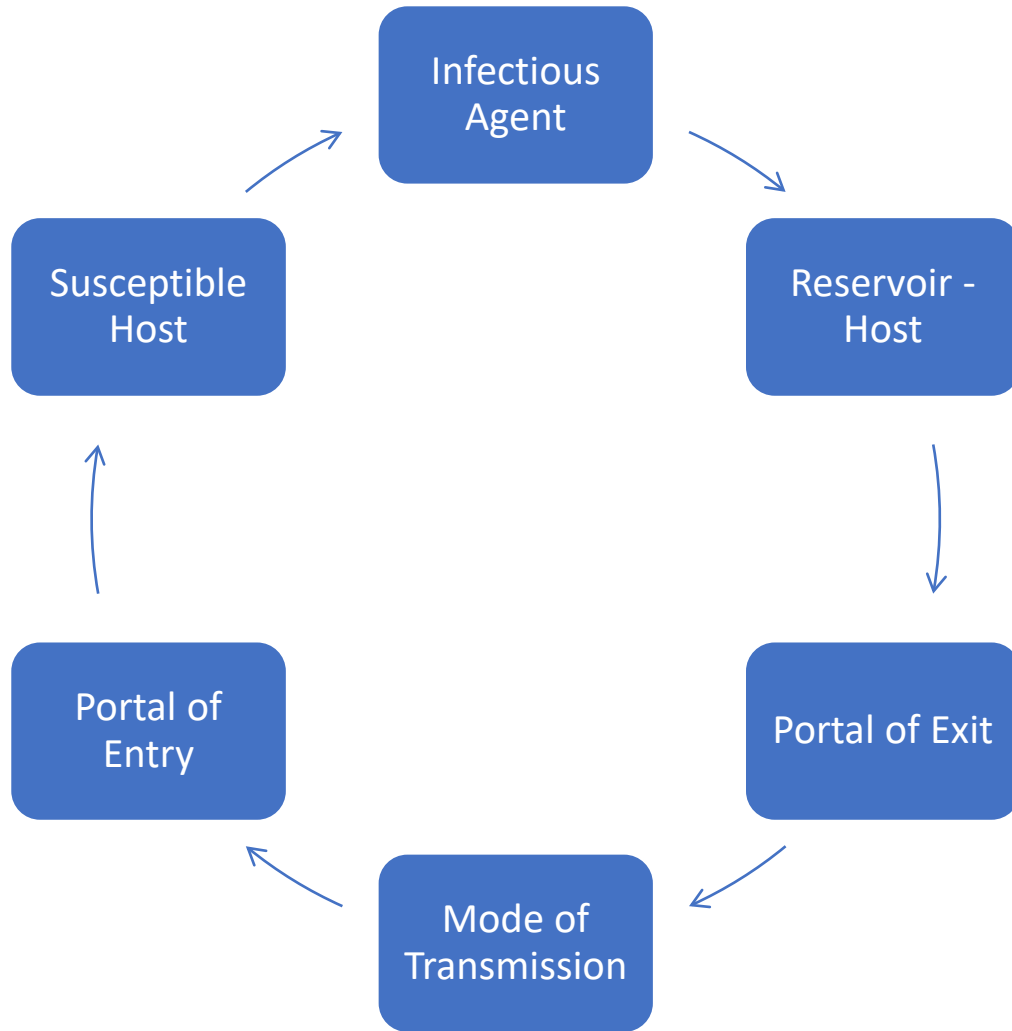 Infectious
Agent
Reservoir -
Host
Portal of Exit
Mode of
Transmission
Portal of
Entry
Susceptible
Host